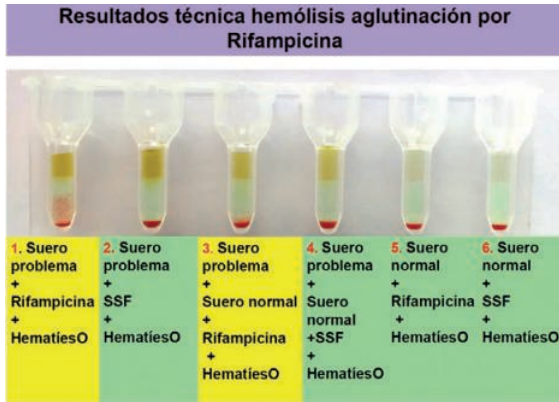 Resultados técnica hemólisis aglutinación por
Rifampicina
1. Suero
problema
+
Rifampicina
+
HematíesO
2. Suero
problema
+
SSF
+
HematíesO
3. Suero
problema
+
Suero normal
+
Rifampicina
+
HematíesO
4. Suero
problema
+
Suero
normal
+SSF
+
HematíesO
5. Suero
normal
+
Rifampicina
+
HematíesO
6. Suero
normal
+
SSF
+
HematíesO